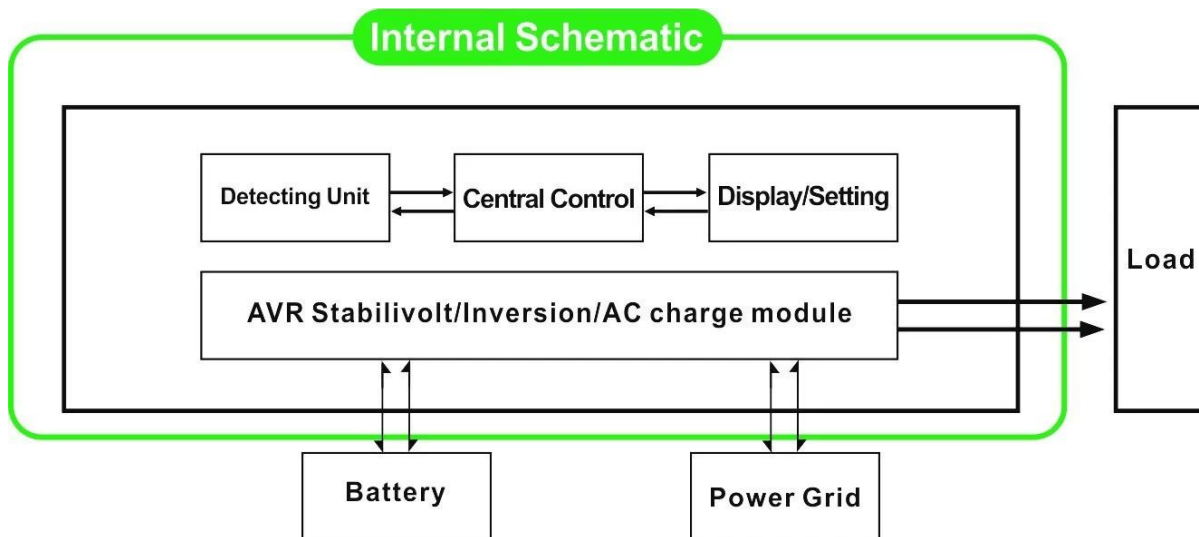 Internal Schematic
Detecting Unit
Central Control
Display/Setting
AVR Stabilivolt/Inversion/AC charge module
Load
Battery
Power Grid